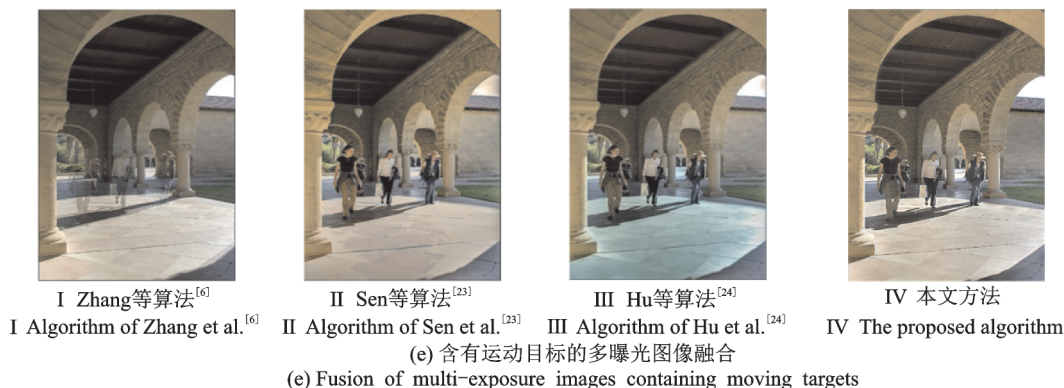 I Zhang等算法[6]
I Algorithm of Zhang et al.[6]
II Sen等算法[23]
II Algorithm of Sen et al.[23]
III Hu等算法[24]
III Algorithm of Hu et al.[24]
IV 本文方法
IV The proposed algorithm
(e) 含有运动目标的多曝光图像融合
(e) Fusion of multi-exposure images containing moving targets